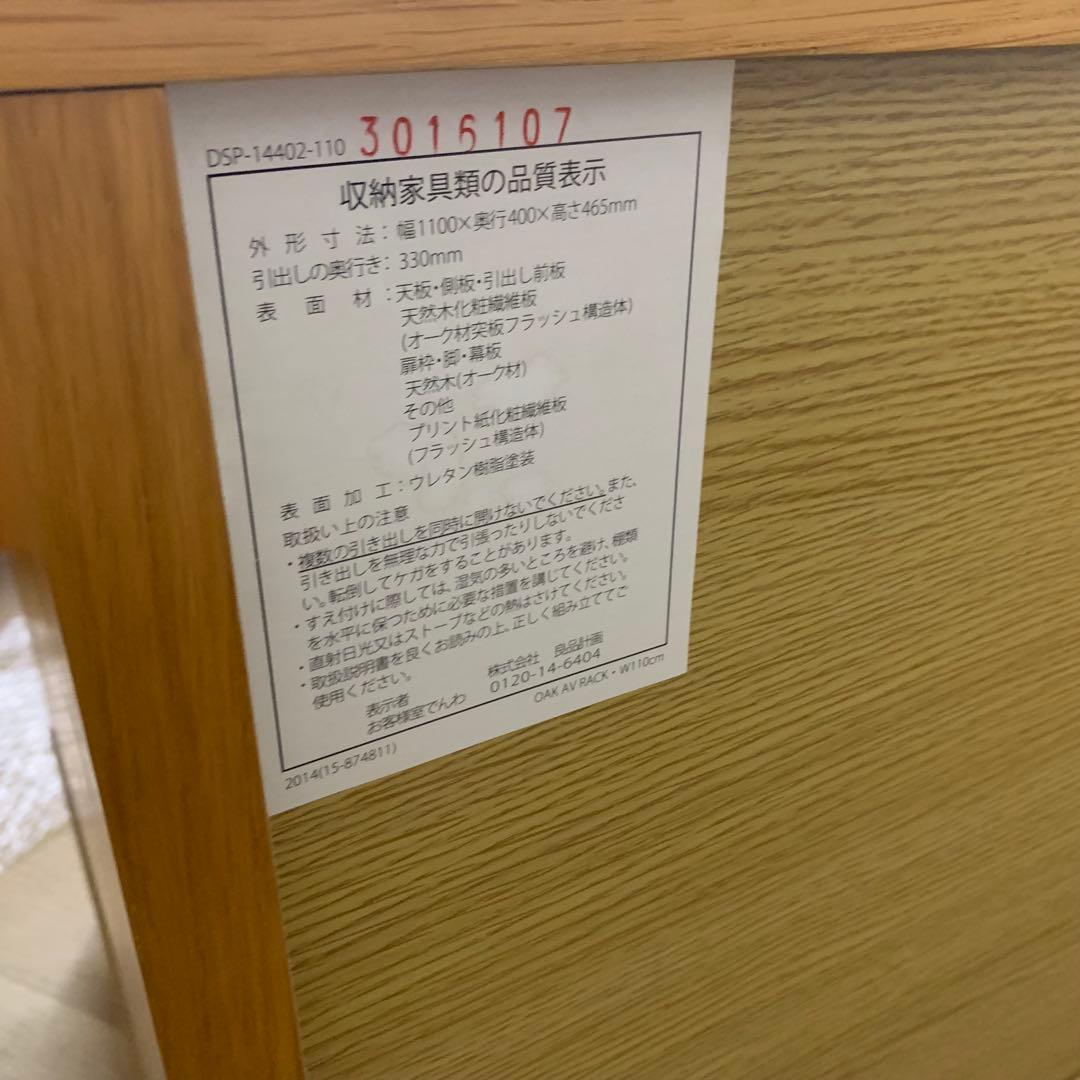 DSP-14402-110 3016107
収納家具類の品質表示
外形寸法：幅1100×奥行400×高さ465mm
引出しの奥行き：330mm
表面材：天板・側板・引出し前板
天然木化粧繊維板
(オーク材突板フラッシュ構造体)
扉枠・脚・幕板
天然木(オーク材)
その他
プリント紙化粧繊維板
(フラッシュ構造体)
表面加工：ウレタン樹脂塗装
取扱い上の注意
・複数の引き出しを同時に開けないでください。また、
引き出しを無理な力で引張ったりしないでくださ
い。転倒してケガをすることがあります。
・すえ付けに際しては、湿気の多いところを避け、棚類
を水平に保つために必要な措置を講じてください。
・直射日光又はストーブなどの熱はさけてください。
・取扱説明書を良くお読みの上、正しく組み立ててご
使用ください。
表示者 株式会社 良品計画
お客様室でんわ 0120-14-6404
2014(15-874811) OAK AV RACK・W110cm